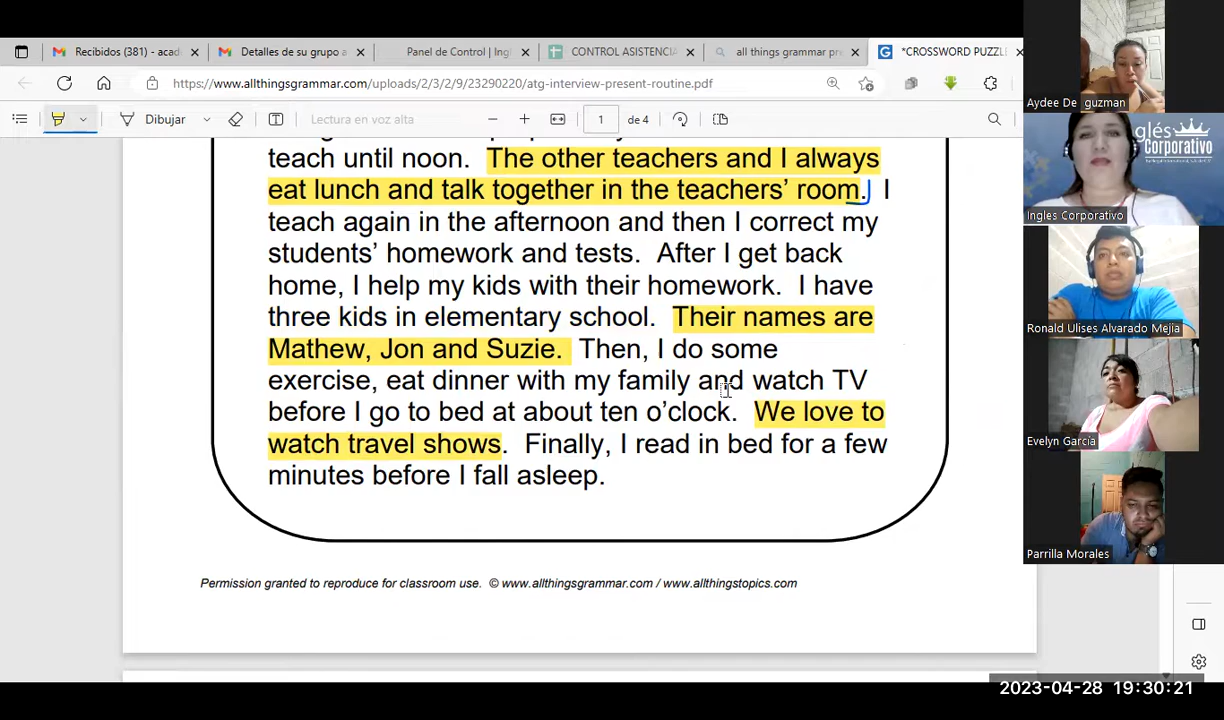 Recibidos (381) - aca
Detalles de su grupo a
Panel de Control | Ingl
CONTROL ASISTENCIA
all things grammar pre
*CROSSWORD PUZZL
https://www.allthingsgrammar.com/uploads/2/3/2/9/23290220/atg-interview-present-routine.pdf
Dibujar
Lectura en voz alta
1
de 4
teach until noon. The other teachers and I always
eat lunch and talk together in the teachers’ room. I
teach again in the afternoon and then I correct my
students’ homework and tests. After I get back
home, I help my kids with their homework. I have
three kids in elementary school. Their names are
Mathew, Jon and Suzie. Then, I do some
exercise, eat dinner with my family and watch TV
before I go to bed at about ten o’clock. We love to
watch travel shows. Finally, I read in bed for a few
minutes before I fall asleep.
Permission granted to reproduce for classroom use. © www.allthingsgrammar.com / www.allthingstopics.com
Aydee De guzman
glés
Corporativo
Ingles Corporativo
Ronald Ulises Alvarado Mejia
Evelyn García
Parrilla Morales
2023-04-28 19:30:21